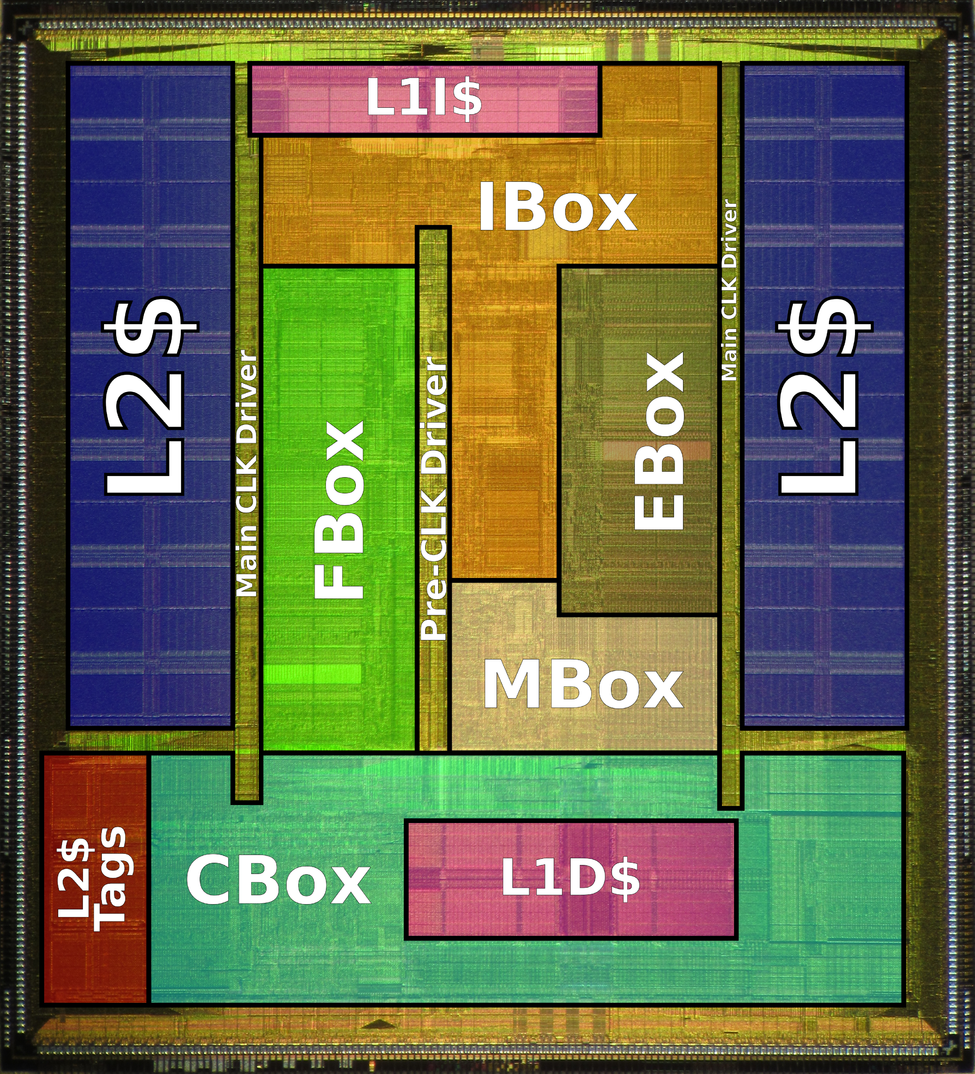 L1I$
IBox
L2$
Main CLK Driver
FBox
Pre-CLK Driver
EBox
Main CLK Driver
L2$
MBox
L2$
Tags
CBox
L1D$